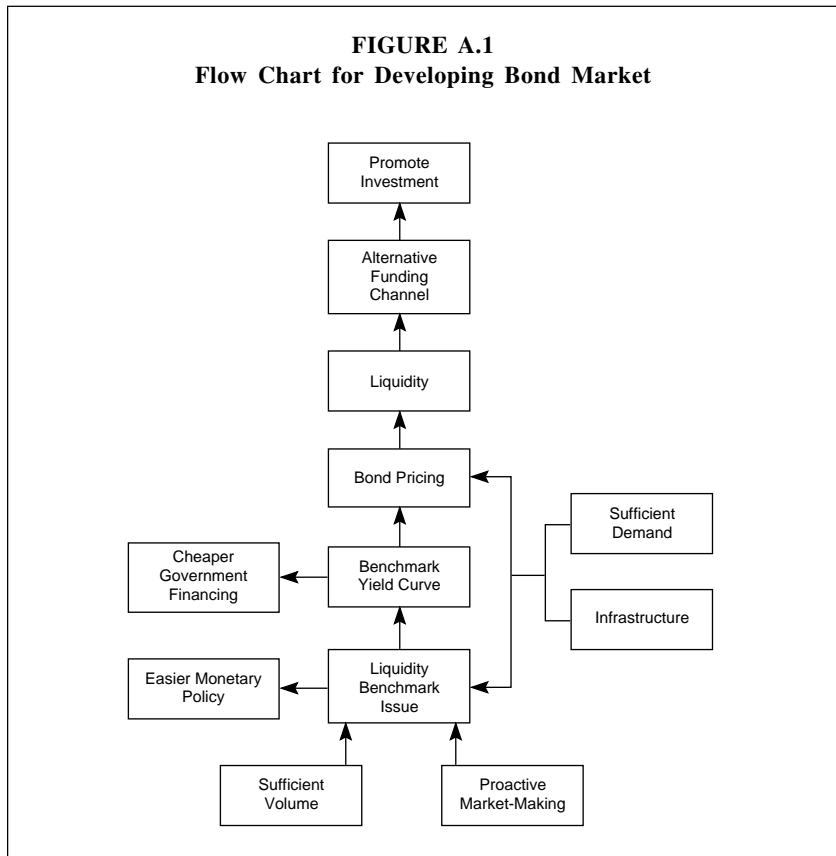 FIGURE A.1
Flow Chart for Developing Bond Market
Promote
Investment
Alternative
Funding
Channel
Liquidity
Bond Pricing
Sufficient
Demand
Cheaper
Government
Financing
Benchmark
Yield Curve
Infrastructure
Easier Monetary
Policy
Liquidity
Benchmark
Issue
Sufficient
Volume
Proactive
Market-Making